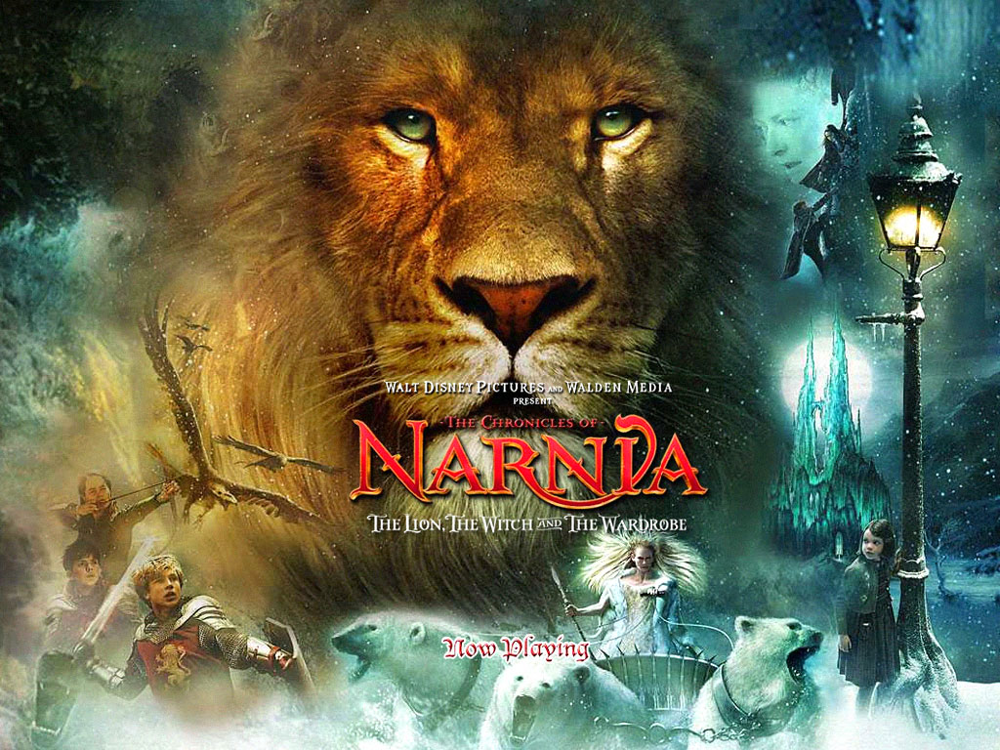 WALT DISNEY PICTURES AND WALDEN MEDIA
PRESENT
THE CHRONICLES OF
NARNIA
THE LION, THE WITCH AND THE WARDROBE
Now Playing